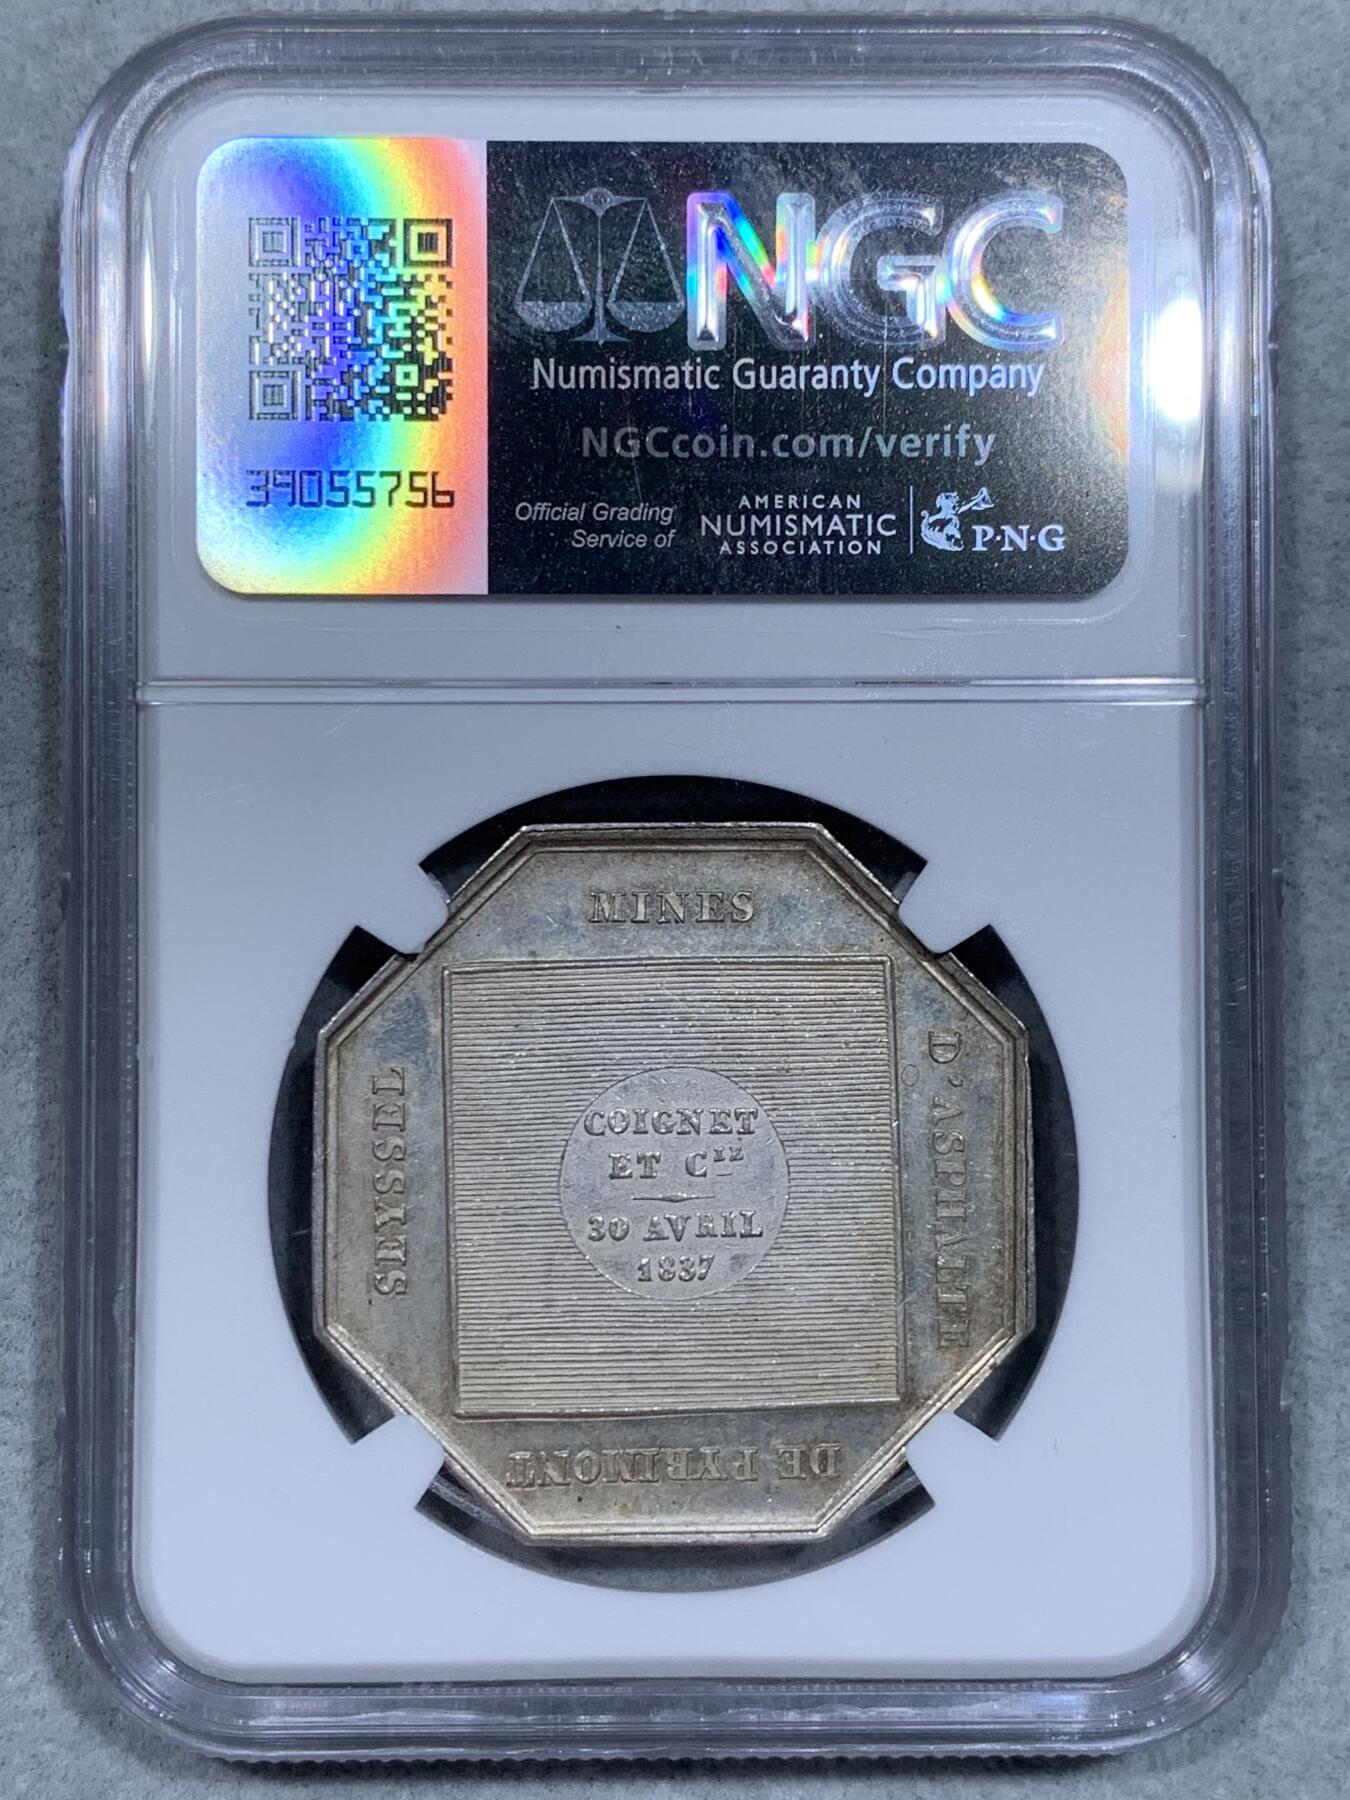 NGC
Numismatic Guaranty Company
NGCcoin.com/verify
39055756
Official Grading
Service of
AMERICAN
NUMISMATIC
ASSOCIATION
P·N·G
MINES
D'ASPHALTE
DE PYRIMONT
SEYSSEL
COIGNET
ET CIE
30 AVRIL
1837